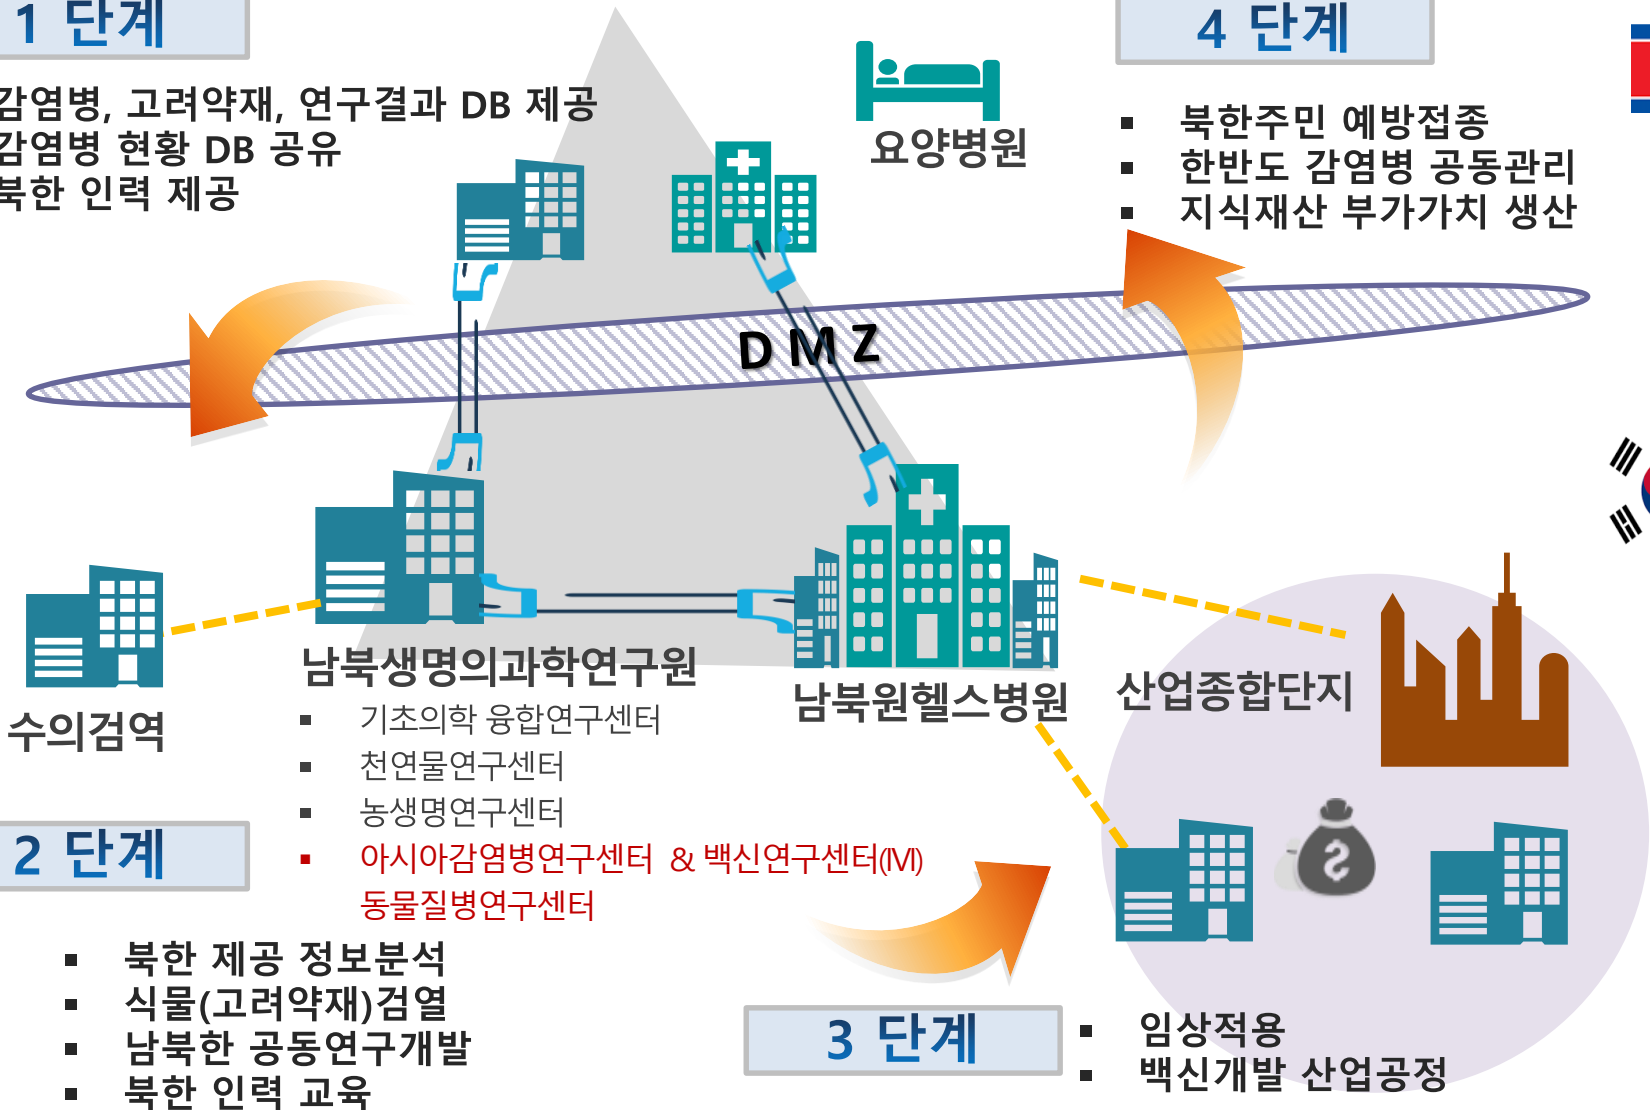 1 단계
감염병, 고려약재, 연구결과 DB 제공
감염병 현황 DB 공유
북한 인력 제공
요양병원
4 단계
▪ 북한주민 예방접종
▪ 한반도 감염병 공동관리
▪ 지식재산 부가가치 생산
DMZ
수의검역
남북생명의과학연구원
▪ 기초의학 융합연구센터
▪ 천연물연구센터
▪ 농생명연구센터
▪ 아시아감염병연구센터 & 백신연구센터(IVI)
동물질병연구센터
남북원헬스병원
산업종합단지
2 단계
▪ 북한 제공 정보분석
▪ 식물(고려약재)검열
▪ 남북한 공동연구개발
▪ 북한 인력 교육
3 단계
▪ 임상적용
▪ 백신개발 산업공정